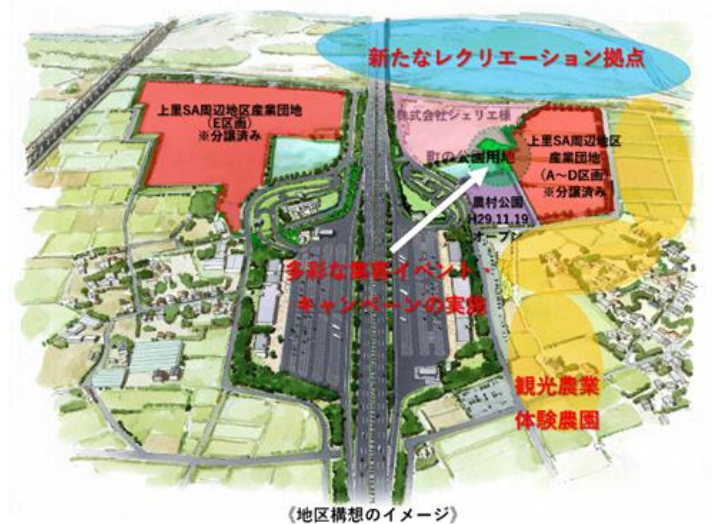 新たなレクリエーション拠点
上里SA周辺地区産業団地
（E区画）
※分譲済み
株式会社シェリエ様
町の公園用地
上里SA周辺地区
産業団地
（A～D区画）
※分譲済み
農村公園
H29.11.19
オープン
多彩な集客イベント・
キャンペーンの実施
観光農業
体験農園
《地区構想のイメージ》